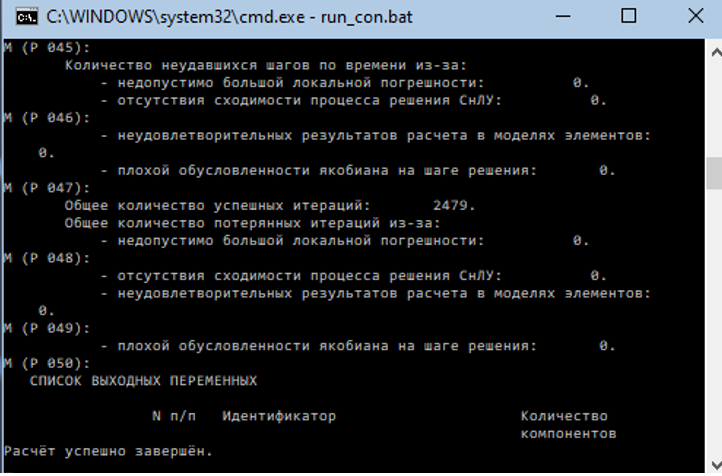 C:\WINDOWS\system32\cmd.exe - run_con.bat
M (P 045):
Количество неудавшихся шагов по времени из-за:
- недопустимо большой локальной погрешности: 0.
- отсутствия сходимости процесса решения СнЛУ: 0.
M (P 046):
- неудовлетворительных результатов расчета в моделях элементов:
0.
- плохой обусловленности якобиана на шаге решения: 0.
M (P 047):
Общее количество успешных итераций: 2479.
Общее количество потерянных итераций из-за:
- недопустимо большой локальной погрешности: 0.
M (P 048):
- отсутствия сходимости процесса решения СнЛУ: 0.
- неудовлетворительных результатов расчета в моделях элементов:
0.
M (P 049):
- плохой обусловленности якобиана на шаге решения: 0.
M (P 050):
СПИСОК ВЫХОДНЫХ ПЕРЕМЕННЫХ
N п/п Идентификатор Количество
компонентов
Расчёт успешно завершён.